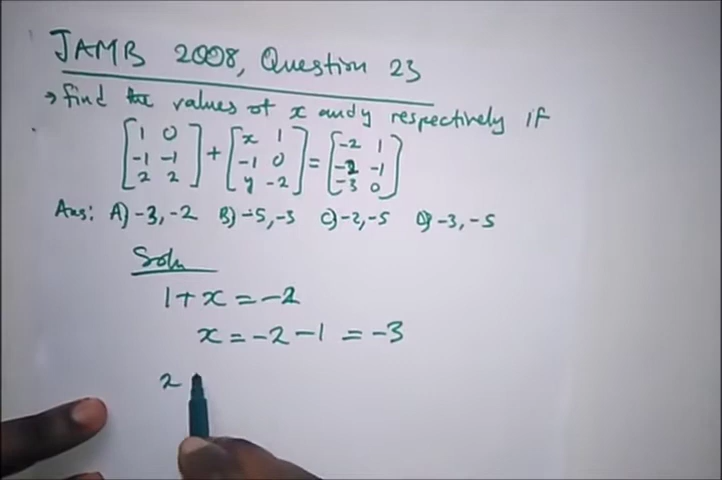 JAMB 2008, Question 23
→ find the values of x and y respectively if
[1 0] + [x 1] = [-2 1]
[-1 -1] [-1 0] [-2 -1]
[2 2] [y -2] [-3 0]
Ans: A) -3, -2 B) -5, -3 C) -2, -5 D) -3, -5
Soln
1 + x = -2
x = -2 - 1 = -3
2